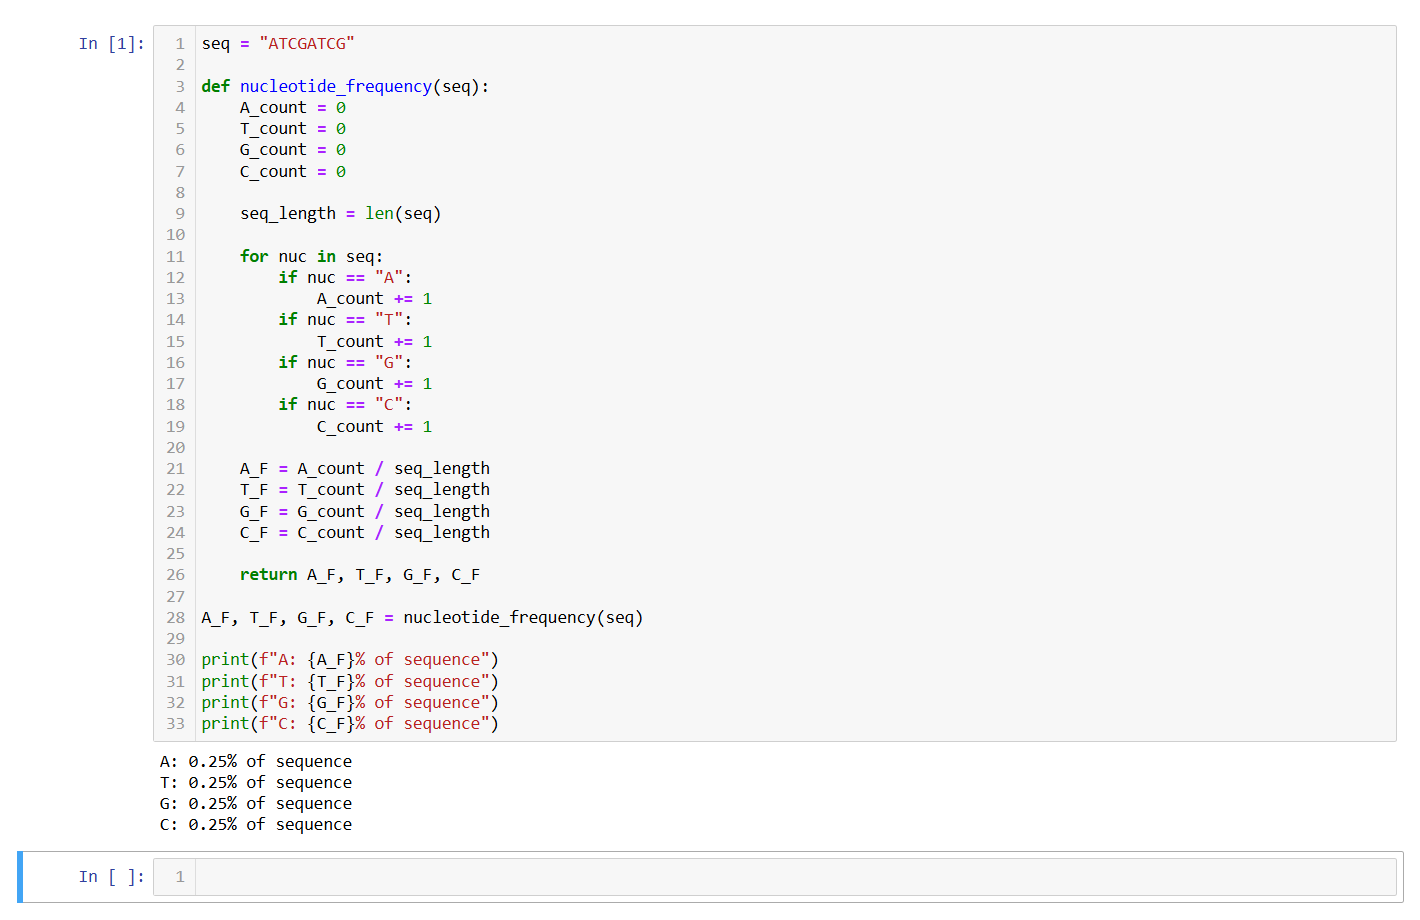 In [1]:
1 seq = "ATCGATCG"
2
3 def nucleotide_frequency(seq):
4     A_count = 0
5     T_count = 0
6     G_count = 0
7     C_count = 0
8
9     seq_length = len(seq)
10
11     for nuc in seq:
12         if nuc == "A":
13             A_count += 1
14         if nuc == "T":
15             T_count += 1
16         if nuc == "G":
17             G_count += 1
18         if nuc == "C":
19             C_count += 1
20
21     A_F = A_count / seq_length
22     T_F = T_count / seq_length
23     G_F = G_count / seq_length
24     C_F = C_count / seq_length
25
26     return A_F, T_F, G_F, C_F
27
28 A_F, T_F, G_F, C_F = nucleotide_frequency(seq)
29
30 print(f"A: {A_F}% of sequence")
31 print(f"T: {T_F}% of sequence")
32 print(f"G: {G_F}% of sequence")
33 print(f"C: {C_F}% of sequence")
A: 0.25% of sequence
T: 0.25% of sequence
G: 0.25% of sequence
C: 0.25% of sequence
In [ ]:
1